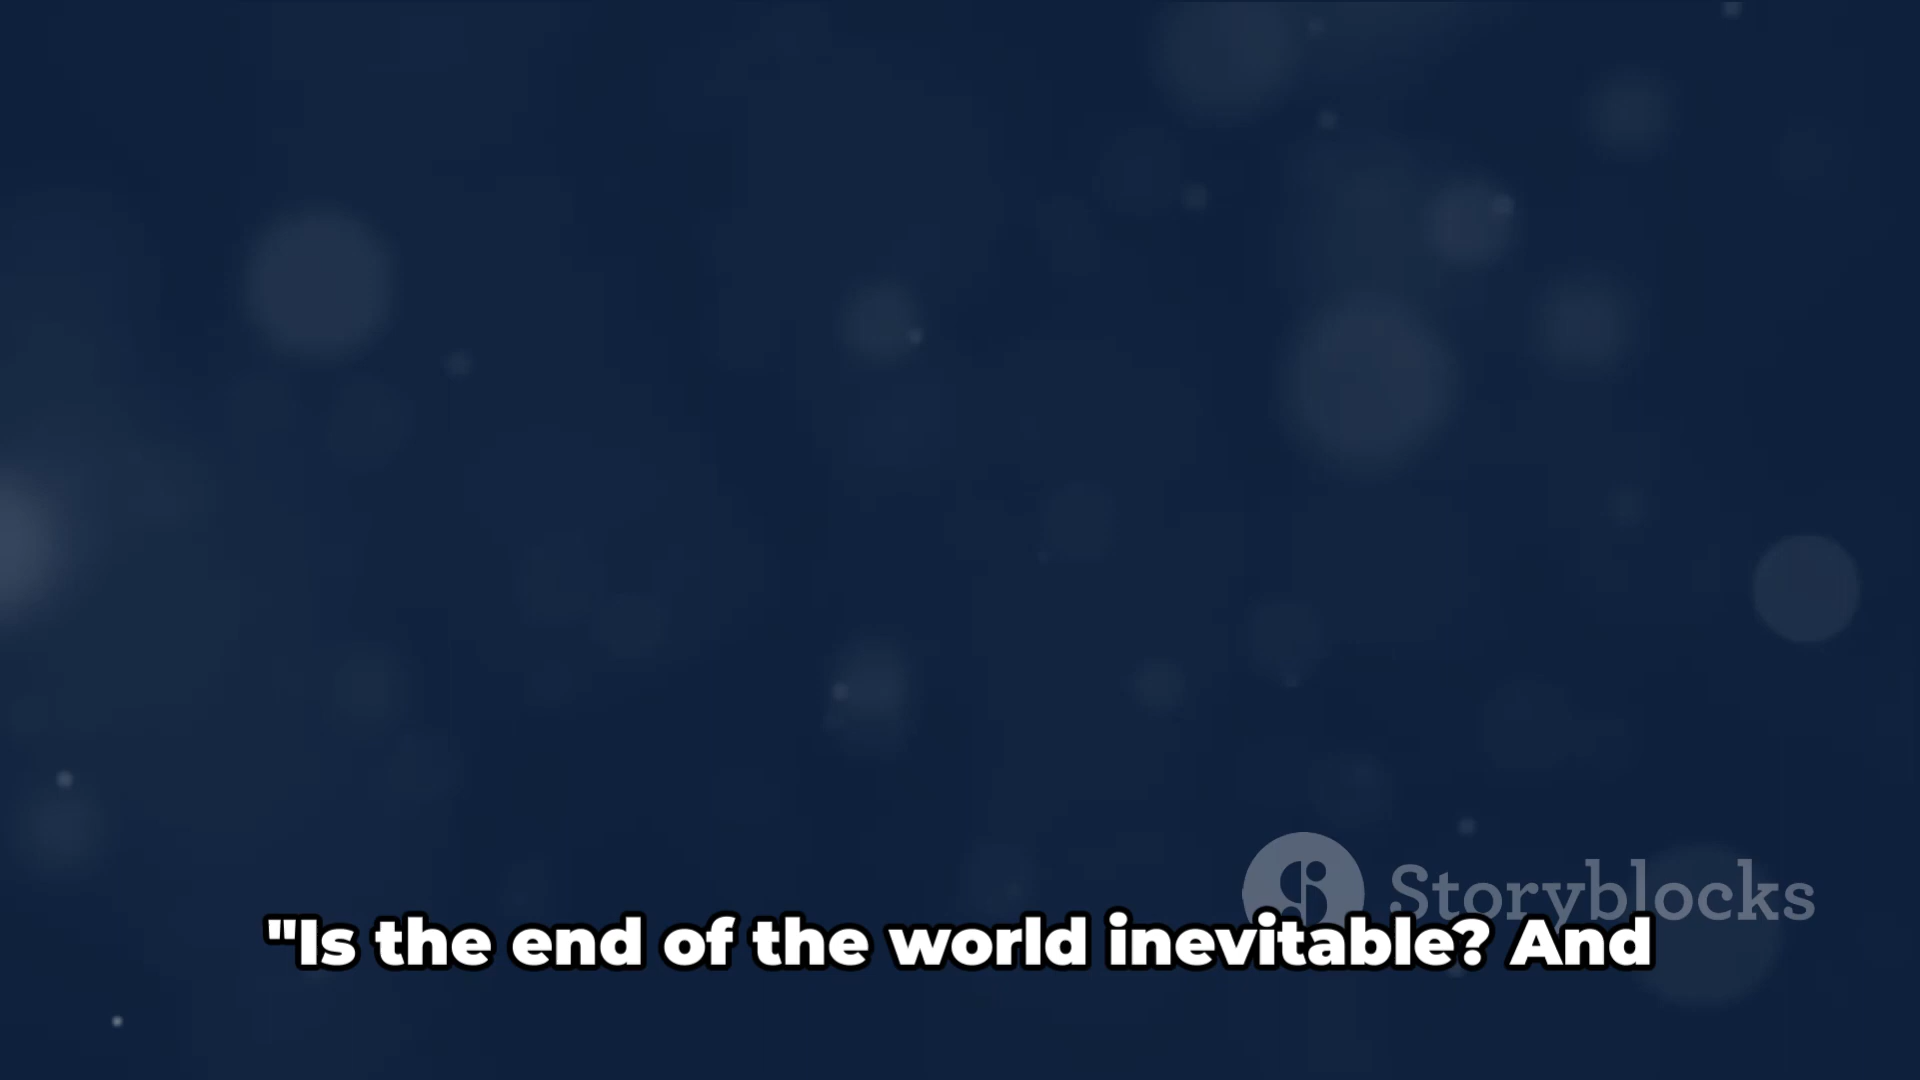 Storyblocks
"Is the end of the world inevitable? And